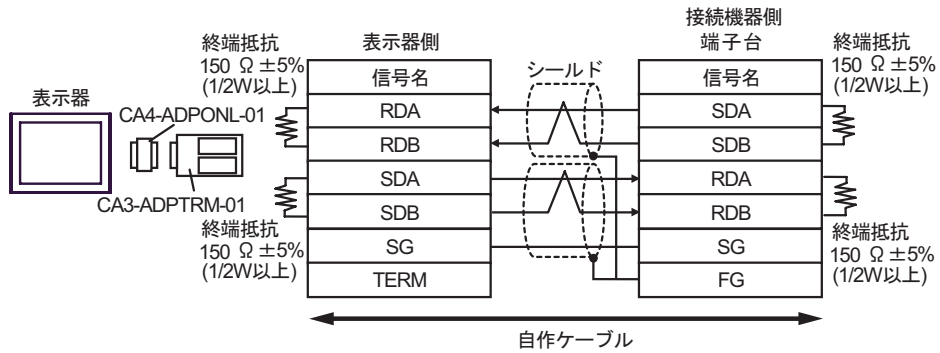 接続機器側
終端抵抗
150 Ω ±5%
(1/2W以上)
表示器側
端子台
終端抵抗
150 Ω ±5%
(1/2W以上)
信号名
シールド
信号名
表示器
CA4-ADPONL-01
RDA
SDA
RDB
SDB
SDA
RDA
CA3-ADPTRM-01
SDB
RDB
終端抵抗
150 Ω ±5%
(1/2W以上)
SG
SG
終端抵抗
150 Ω ±5%
(1/2W以上)
TERM
FG
自作ケーブル